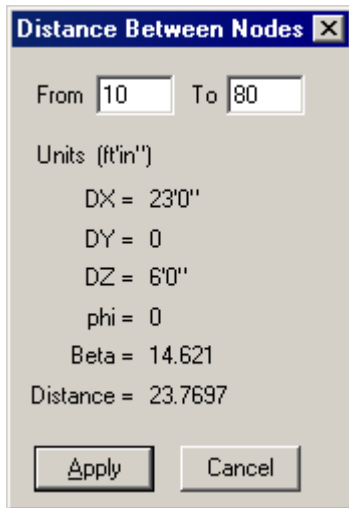 Distance Between Nodes
From 10 To 80
Units (ft'in'')
DX = 23'0''
DY = 0
DZ = 6'0''
phi = 0
Beta = 14.621
Distance = 23.7697
Apply Cancel